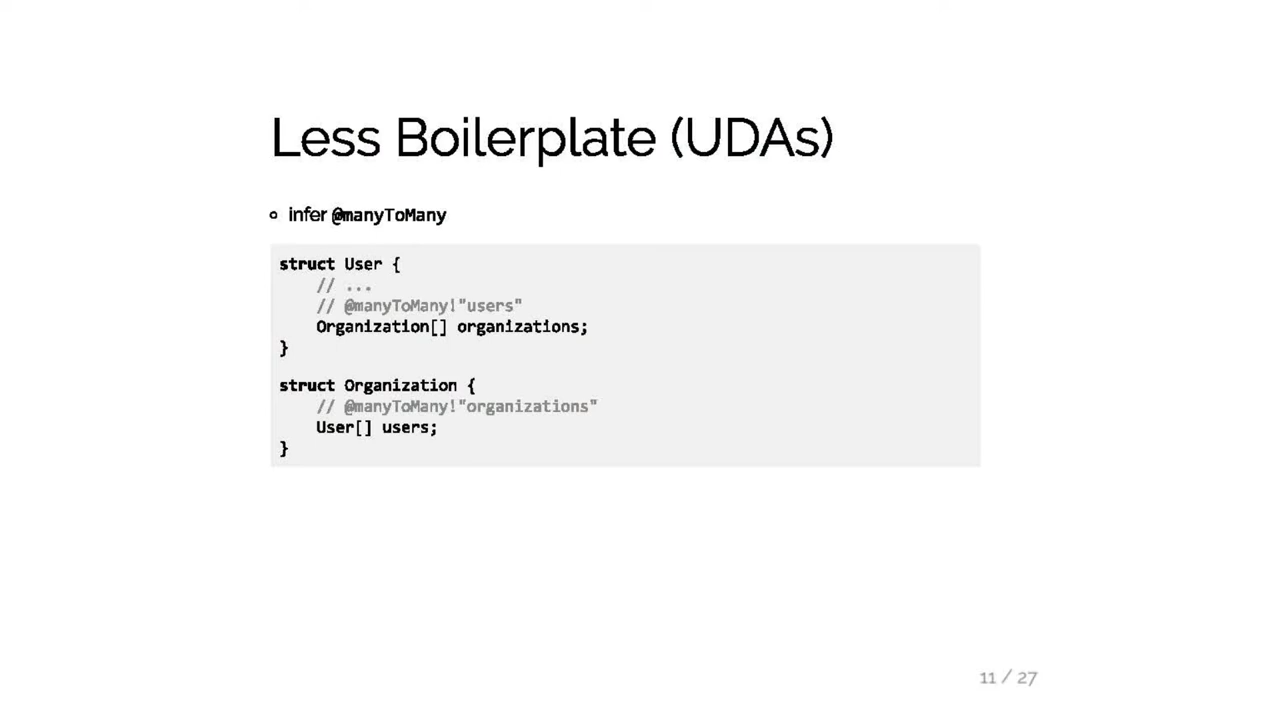 Less Boilerplate (UDAs)
infer @manyToMany
struct User {
    // ...
    // @manyToMany!"users"
    Organization[] organizations;
}
struct Organization {
    // @manyToMany!"organizations"
    User[] users;
}
11 / 27